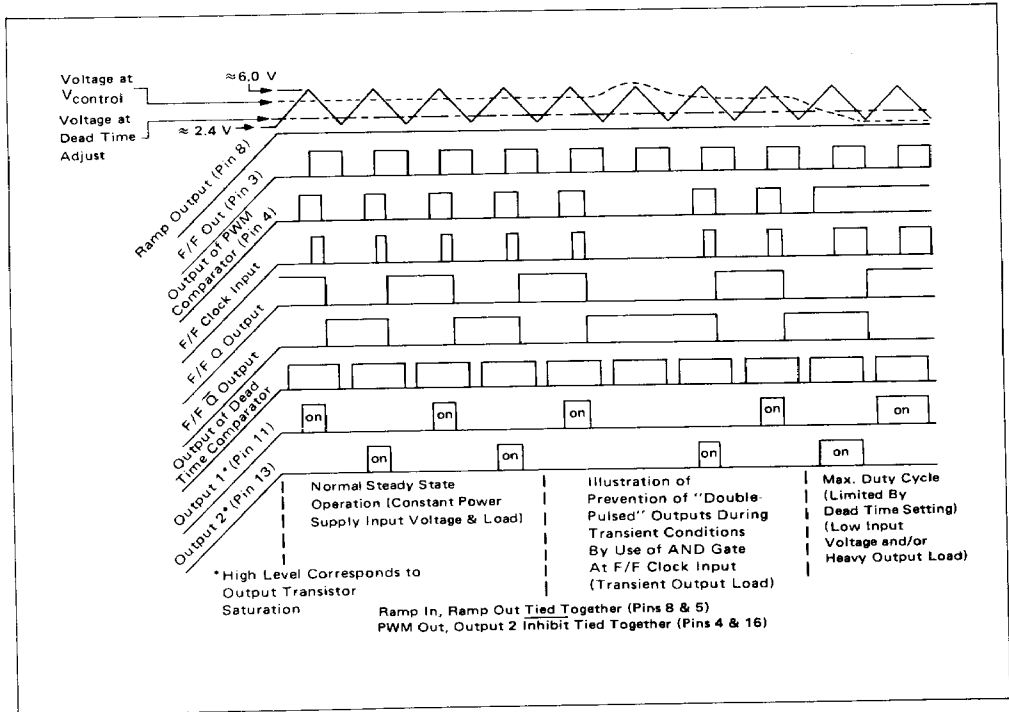 Voltage at
Vcontrol
≈6.0 V
Voltage at
Dead Time
Adjust
≈ 2.4 V
Ramp Output (Pin 8)
F/F Out (Pin 3)
Output of PWM
Comparator (Pin 4)
F/F Clock Input
F/F Q Output
F/F Q̅ Output
Output of Dead
Time Comparator
Output 1* (Pin 11)
Output 2* (Pin 13)
on
on
on
on
on
on
on
on
on
Normal Steady State
Operation (Constant Power
Supply Input Voltage & Load)
Illustration of
Prevention of "Double-
Pulsed" Outputs During
Transient Conditions
By Use of AND Gate
At F/F Clock Input
(Transient Output Load)
Max. Duty Cycle
(Limited By
Dead Time Setting)
(Low Input
Voltage and/or
Heavy Output Load)
*High Level Corresponds to
Output Transistor
Saturation
Ramp In, Ramp Out Tied Together (Pins 8 & 5)
PWM Out, Output 2 Inhibit Tied Together (Pins 4 & 16)